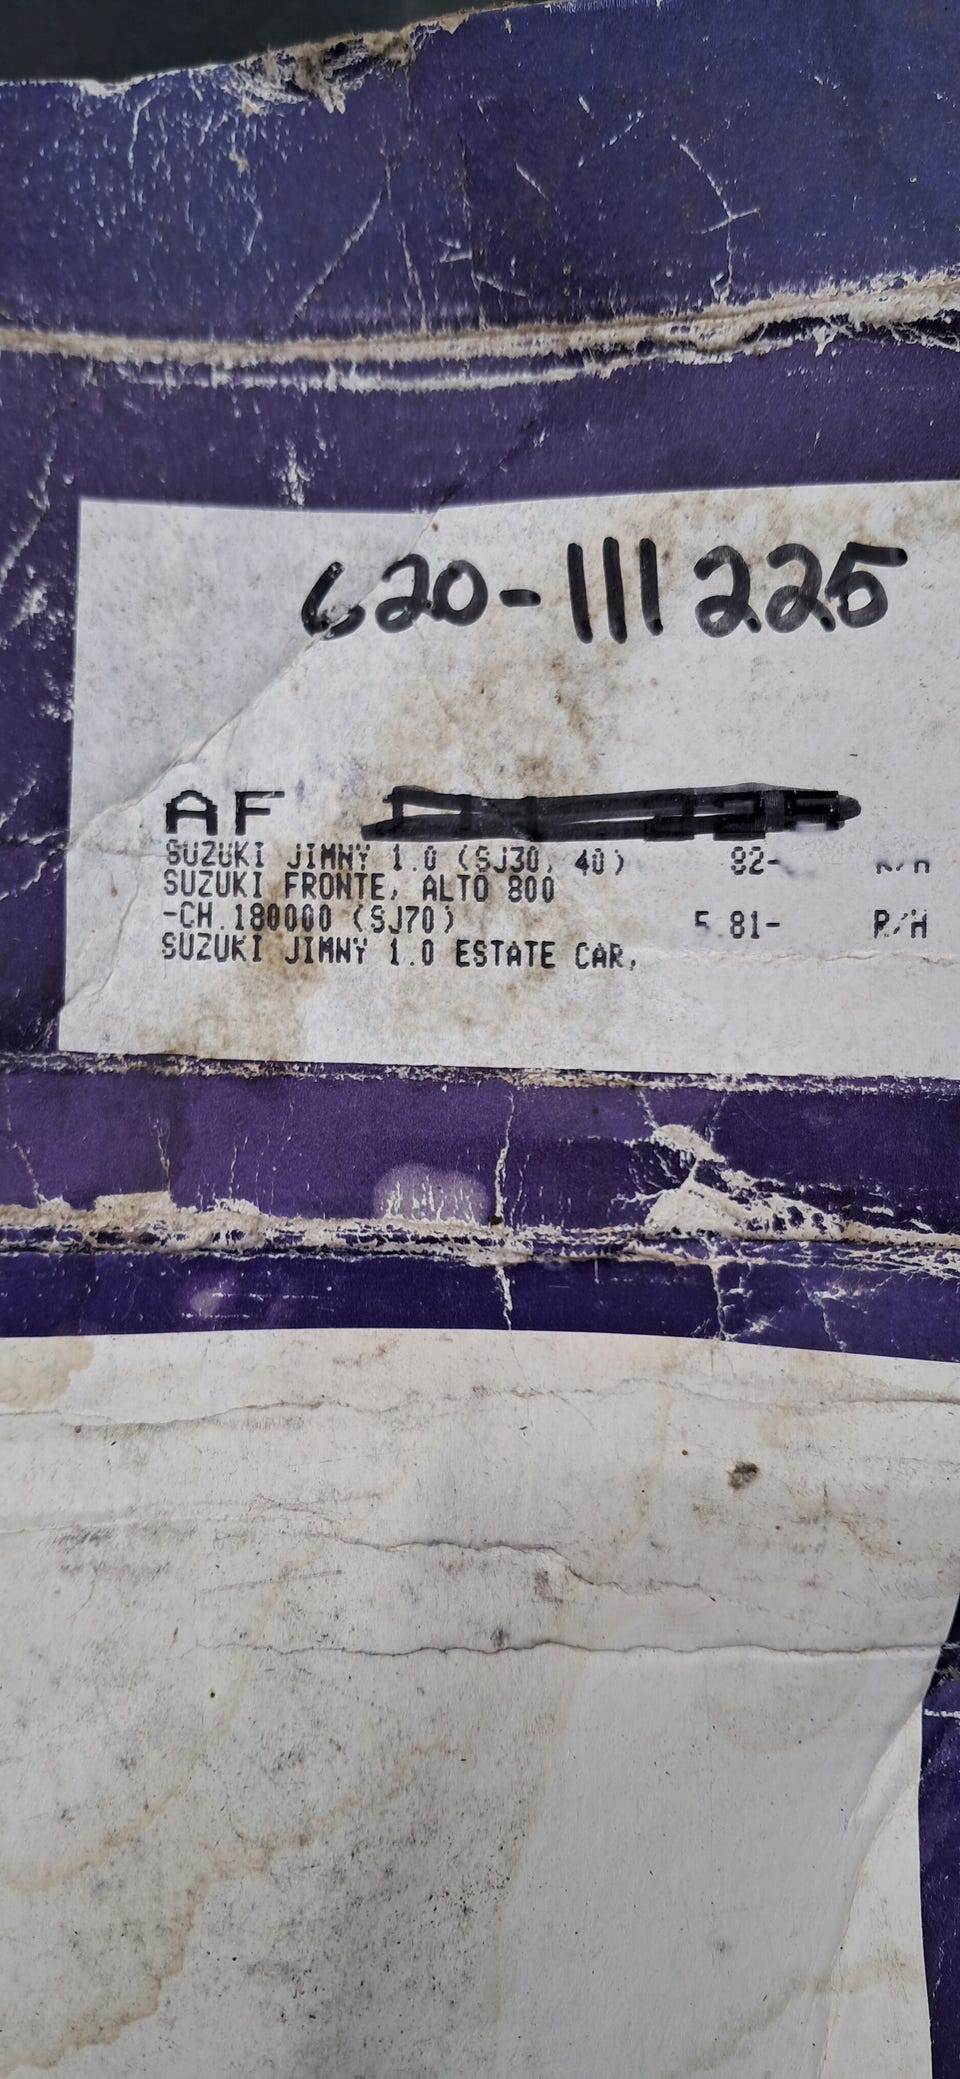 620-111225
AF
SUZUKI JIMNY 1.0 (SJ30, 40) 82- R/H
SUZUKI FRONTE, ALTO 800
-CH.180000 (SJ70) 5.81- R/H
SUZUKI JIMNY 1.0 ESTATE CAR,